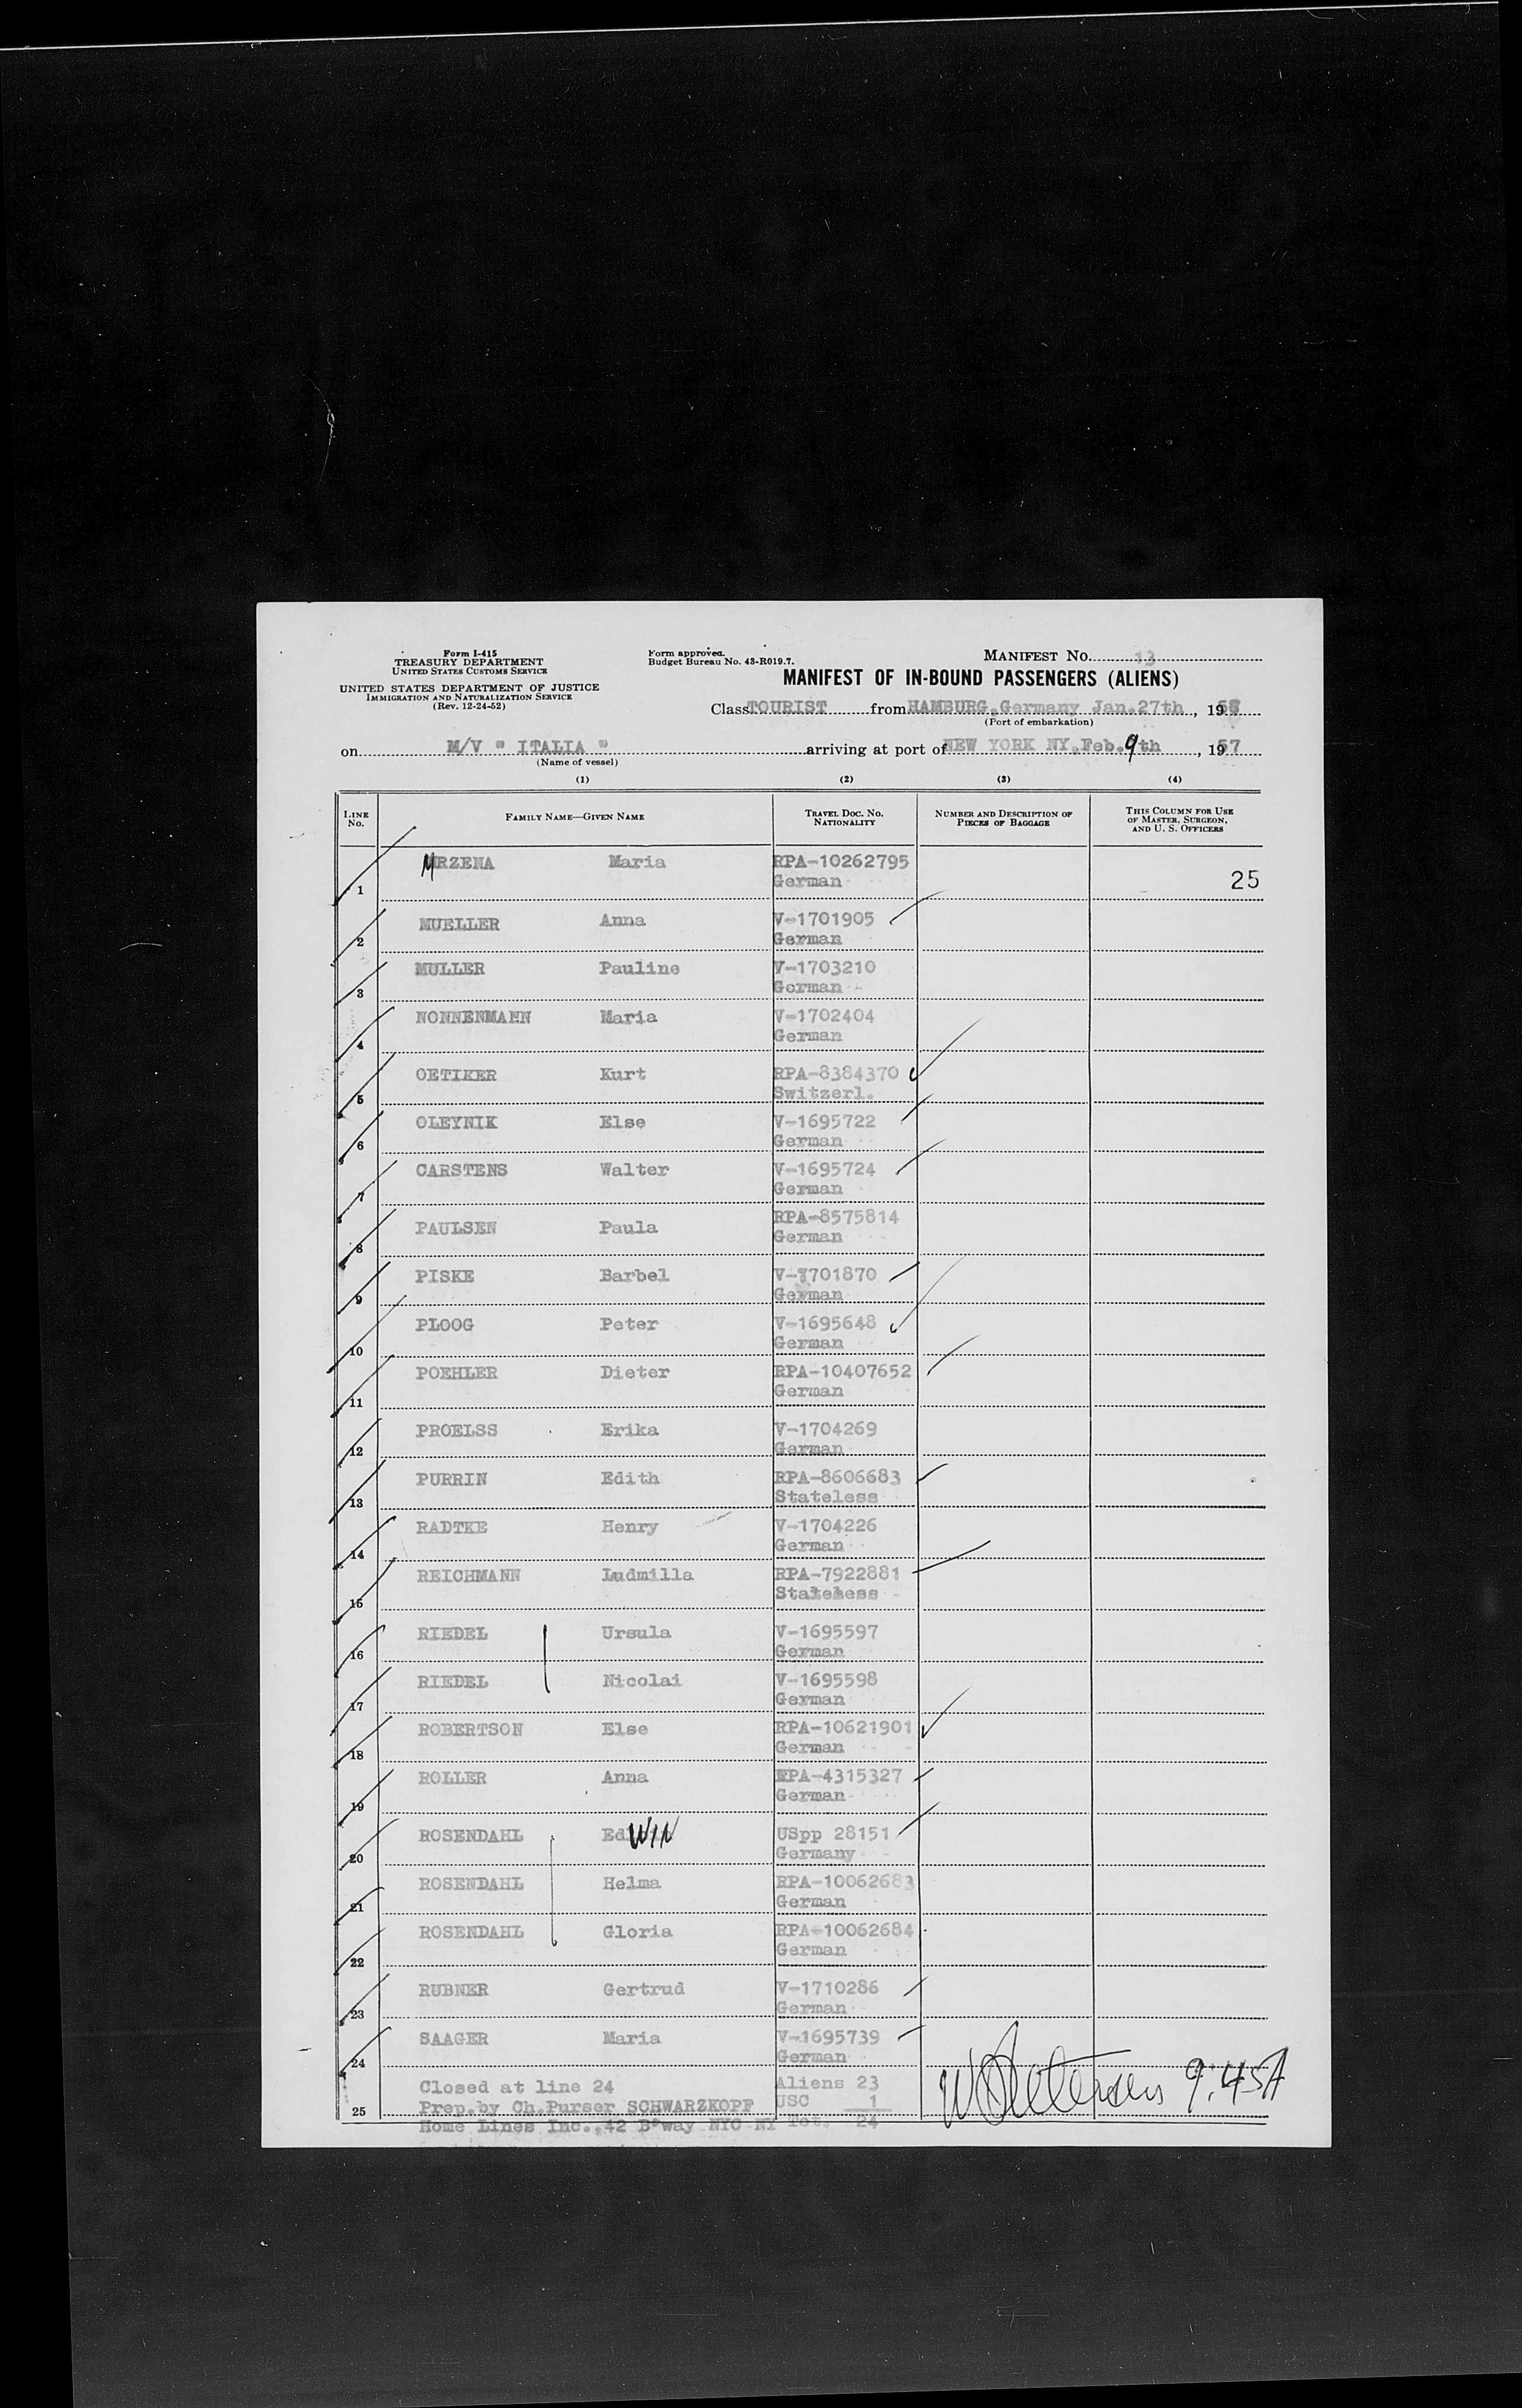 Form I-415
TREASURY DEPARTMENT
UNITED STATES CUSTOMS SERVICE
UNITED STATES DEPARTMENT OF JUSTICE
IMMIGRATION AND NATURALIZATION SERVICE
(Rev. 12-24-52)
Form approved.
Budget Bureau No. 43-R019.7.
MANIFEST NO. 13
MANIFEST OF IN-BOUND PASSENGERS (ALIENS)
Class TOURIST from HAMBURG, Germany Jan. 27th, 19
(Port of embarkation)
on M/V " ITALIA " arriving at port of NEW YORK NY, Feb. 9th, 1957
(Name of vessel)
(1) (2) (3) (4)
LINE No. FAMILY NAME—GIVEN NAME TRAVEL DOC. NO. NATIONALITY NUMBER AND DESCRIPTION OF PIECES OF BAGGAGE THIS COLUMN FOR USE OF MASTER, SURGEON, AND U. S. OFFICERS
1 MRZENA Maria RPA-10262795
German 25
2 MUELLER Anna V-1701905
German
3 MULLER Pauline V-1703210
German
4 NONNENMANN Maria V-1702404
German
5 OETIKER Kurt RPA-8384370
Switzerl.
6 OLEYNIK Else V-1695722
German
7 CARSTENS Walter V-1695724
German
8 PAULSEN Paula RPA-8575814
German
9 PISKE Barbel V-1701870
German
10 PLOOG Peter V-1695648
German
11 POEHLER Dieter RPA-10407652
German
12 PROELSS Erika V-1704269
German
13 PURRIN Edith RPA-8606683
Stateless
14 RADTKE Henry V-1704226
German
15 REICHMANN Ludmilla RPA-7922881
Stateless
16 RIEDEL Ursula V-1695597
German
17 RIEDEL Nicolai V-1695598
German
18 ROBERTSON Else RPA-10621901
German
19 ROLLER Anna RPA-4315327
German
20 ROSENDAHL EdWIN USpp 28151
Germany
21 ROSENDAHL Helma RPA-10062683
German
22 ROSENDAHL Gloria RPA-10062684
German
23 RUBNER Gertrud V-1710286
German
24 SAAGER Maria V-1695739
German
Closed at line 24 Aliens 23
25 Prep.by Ch.Purser SCHWARZKOPF USC 1
Home Lines Inc., 42 B'way NYC NY Tot. 24
9:45A